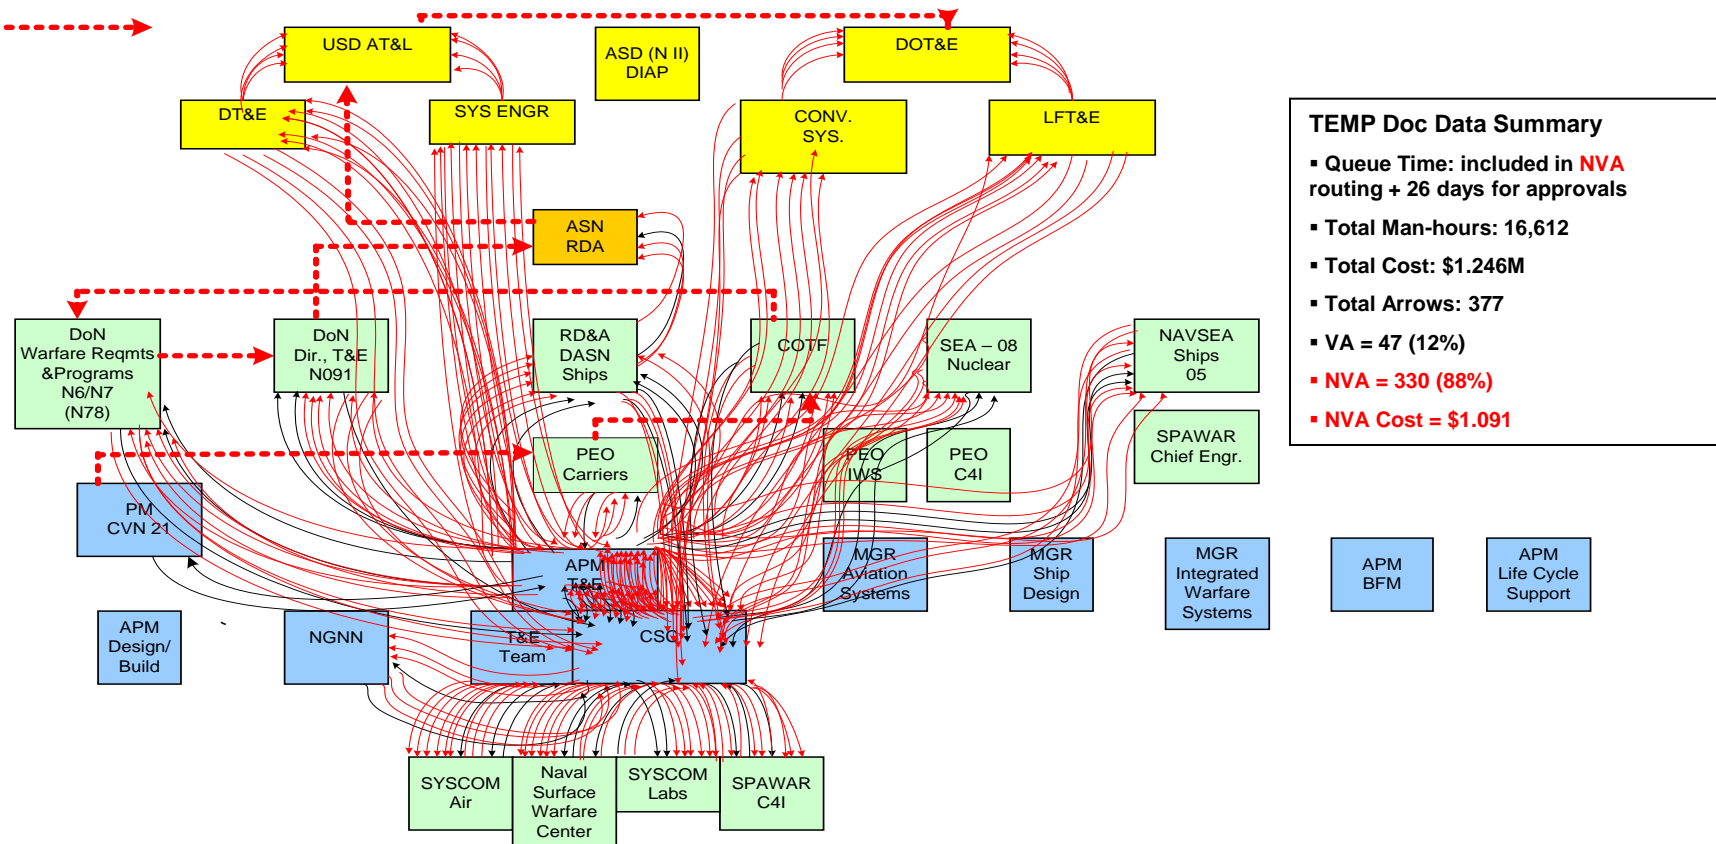 USD AT&L
ASD (N II)
DIAP
DOT&E
DT&E
SYS ENGR
CONV.
SYS.
LFT&E
TEMP Doc Data Summary
▪ Queue Time: included in NVA
routing + 26 days for approvals
▪ Total Man-hours: 16,612
▪ Total Cost: $1.246M
▪ Total Arrows: 377
▪ VA = 47 (12%)
▪ NVA = 330 (88%)
▪ NVA Cost = $1.091
ASN
RDA
DoN
Warfare Reqmts
&Programs
N6/N7
(N78)
DoN
Dir., T&E
N091
RD&A
DASN
Ships
COTF
SEA – 08
Nuclear
NAVSEA
Ships
05
PEO
Carriers
PEO
IWS
PEO
C4I
SPAWAR
Chief Engr.
PM
CVN 21
APM
T&E
MGR
Aviation
Systems
MGR
Ship
Design
MGR
Integrated
Warfare
Systems
APM
BFM
APM
Life Cycle
Support
APM
Design/
Build
NGNN
T&E
Team
CSC
SYSCOM
Air
Naval
Surface
Warfare
Center
SYSCOM
Labs
SPAWAR
C4I